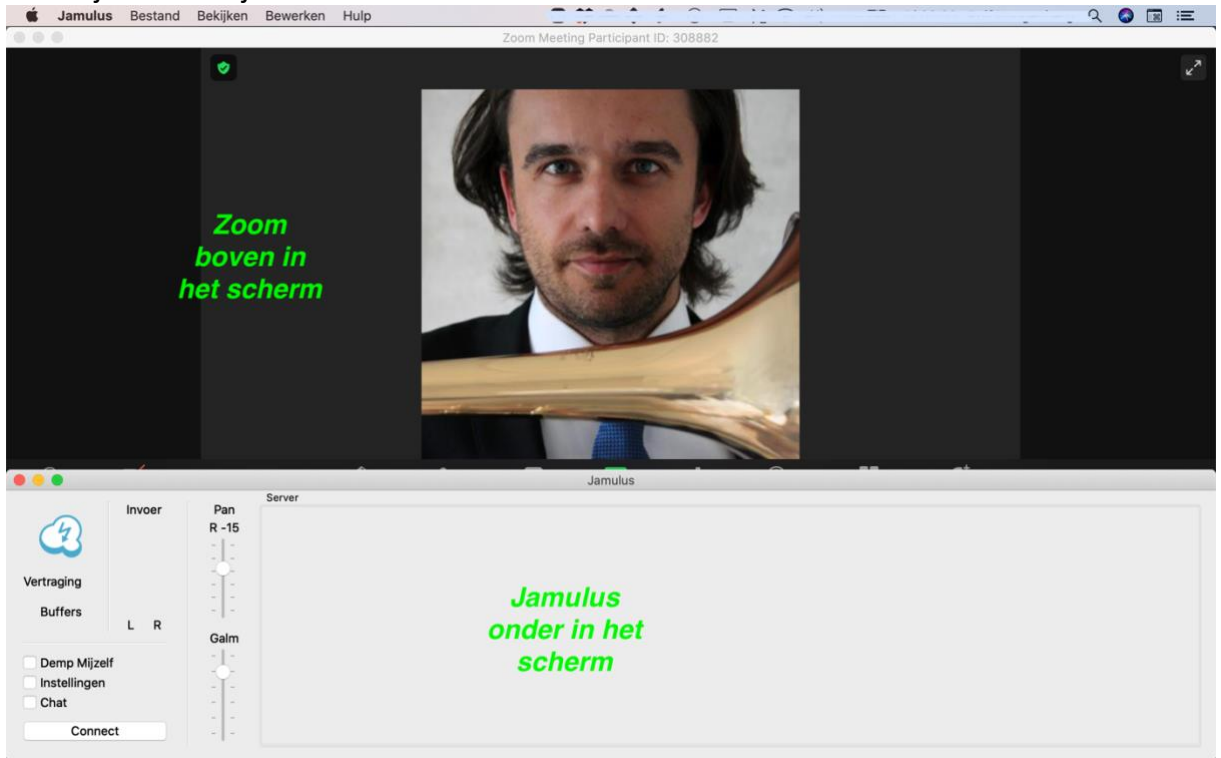 Jamulus Bestand Bekijken Bewerken Hulp
Zoom Meeting Participant ID: 308882
Zoom
boven in
het scherm
Jamulus
Server
Invoer
Pan
R -15
Vertraging
Buffers
L R
Galm
Demp Mijzelf
Instellingen
Chat
Connect
Jamulus
onder in het
scherm